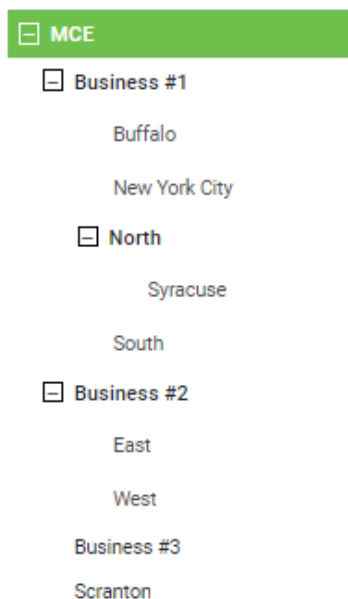 MCE
Business #1
Buffalo
New York City
North
Syracuse
South
Business #2
East
West
Business #3
Scranton